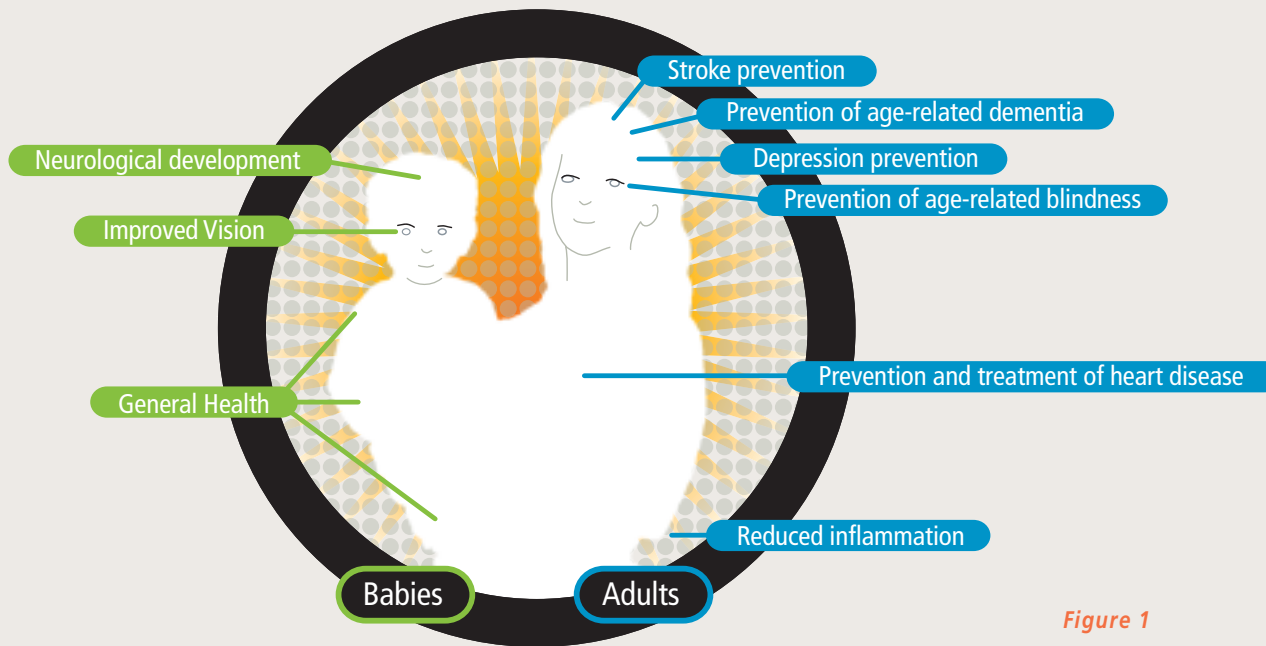 Stroke prevention
Prevention of age-related dementia
Neurological development
Depression prevention
Prevention of age-related blindness
Improved Vision
Prevention and treatment of heart disease
General Health
Reduced inflammation
Babies
Adults
Figure 1